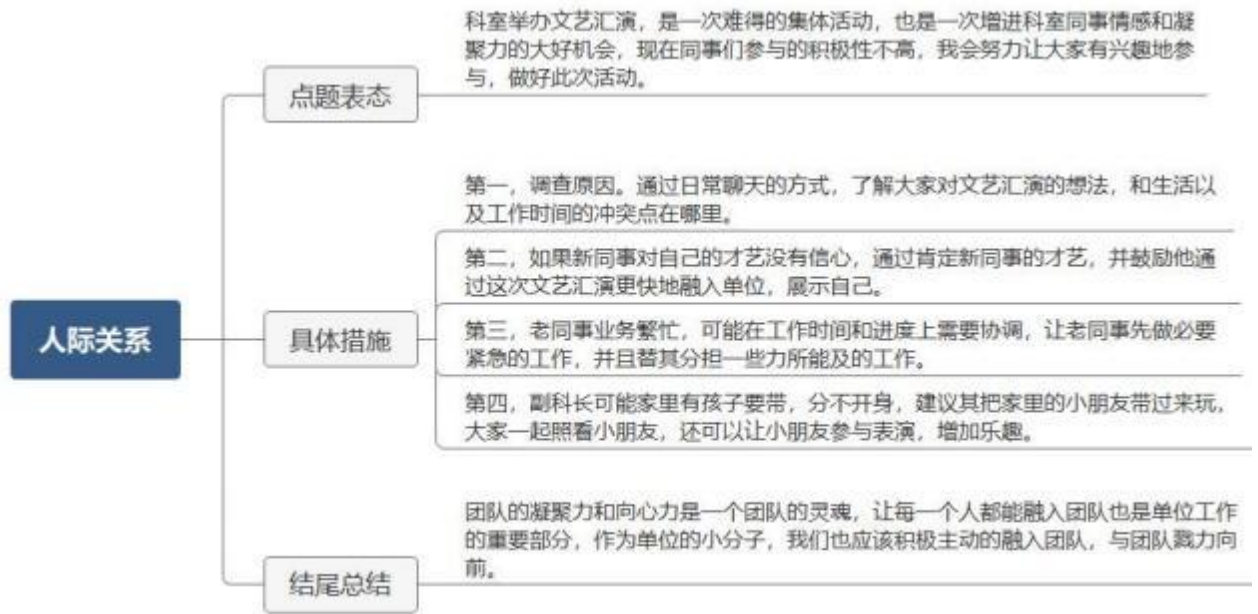 科室举办文艺汇演，是一次难得的集体活动，也是一次增进科室同事情感和凝
聚力的大好机会，现在同事们参与的积极性不高，我会努力让大家有兴趣地参
与，做好此次活动。
点题表态
第一，调查原因。通过日常聊天的方式，了解大家对文艺汇演的想法，和生活以
及工作时间的冲突点在哪里。
第二，如果新同事对自己的才艺没有信心，通过肯定新同事的才艺，并鼓励他通
过这次文艺汇演更快地融入单位，展示自己。
人际关系
具体措施
第三，老同事业务繁忙，可能在工作时间和进度上需要协调，让老同事先做必要
紧急的工作，并且替其分担一些力所能及的工作。
第四，副科长可能家里有孩子要带，分不开身，建议其把家里的小朋友带过来玩，
大家一起照看小朋友，还可以让小朋友参与表演，增加乐趣。
团队的凝聚力和向心力是一个团队的灵魂，让每一个人都能融入团队也是单位工作
的重要部分，作为单位的小分子，我们也应该积极主动的融入团队，与团队戮力向
前。
结尾总结